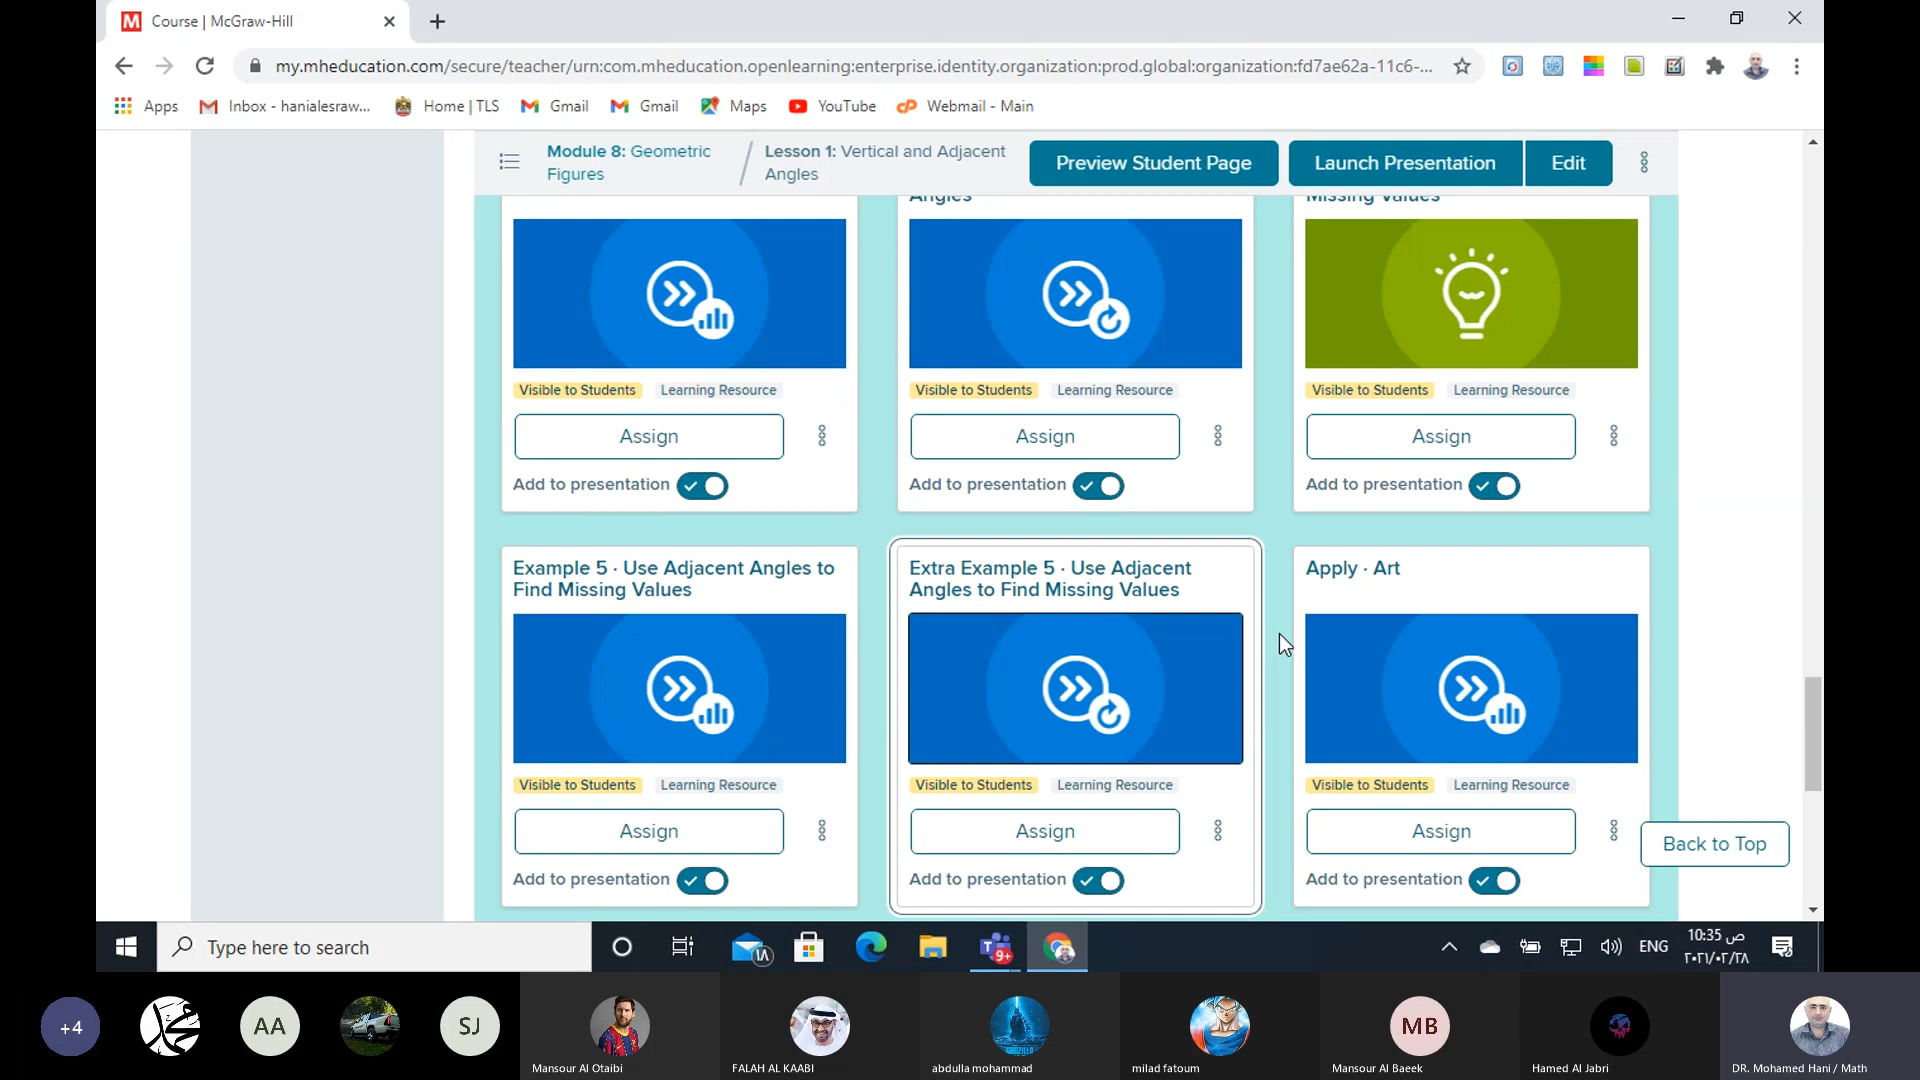 Course | McGraw-Hill
my.mheducation.com/secure/teacher/urn:com.mheducation.openlearning:enterprise.identity.organization:prod.global:organization:fd7ae62a-11c6-...
Apps
Inbox - hanialesraw...
Home | TLS
Gmail
Gmail
Maps
YouTube
Webmail - Main
Module 8: Geometric
Figures
Lesson 1: Vertical and Adjacent
Angles
Preview Student Page
Launch Presentation
Edit
Angles
Missing Values
Visible to Students Learning Resource
Visible to Students Learning Resource
Visible to Students Learning Resource
Assign
Assign
Assign
Add to presentation
Add to presentation
Add to presentation
Example 5 · Use Adjacent Angles to
Find Missing Values
Extra Example 5 · Use Adjacent
Angles to Find Missing Values
Apply · Art
Visible to Students Learning Resource
Visible to Students Learning Resource
Visible to Students Learning Resource
Assign
Assign
Assign
Back to Top
Add to presentation
Add to presentation
Add to presentation
Type here to search
١٨
9+
ENG
10:35 ص
٢٠٢١/٠٢/٢٨
+4
AA
SJ
MB
Mansour Al Otaibi
FALAH AL KAABI
abdulla mohammad
milad fatoum
Mansour Al Baeek
Hamed Al Jabri
DR. Mohamed Hani / Math